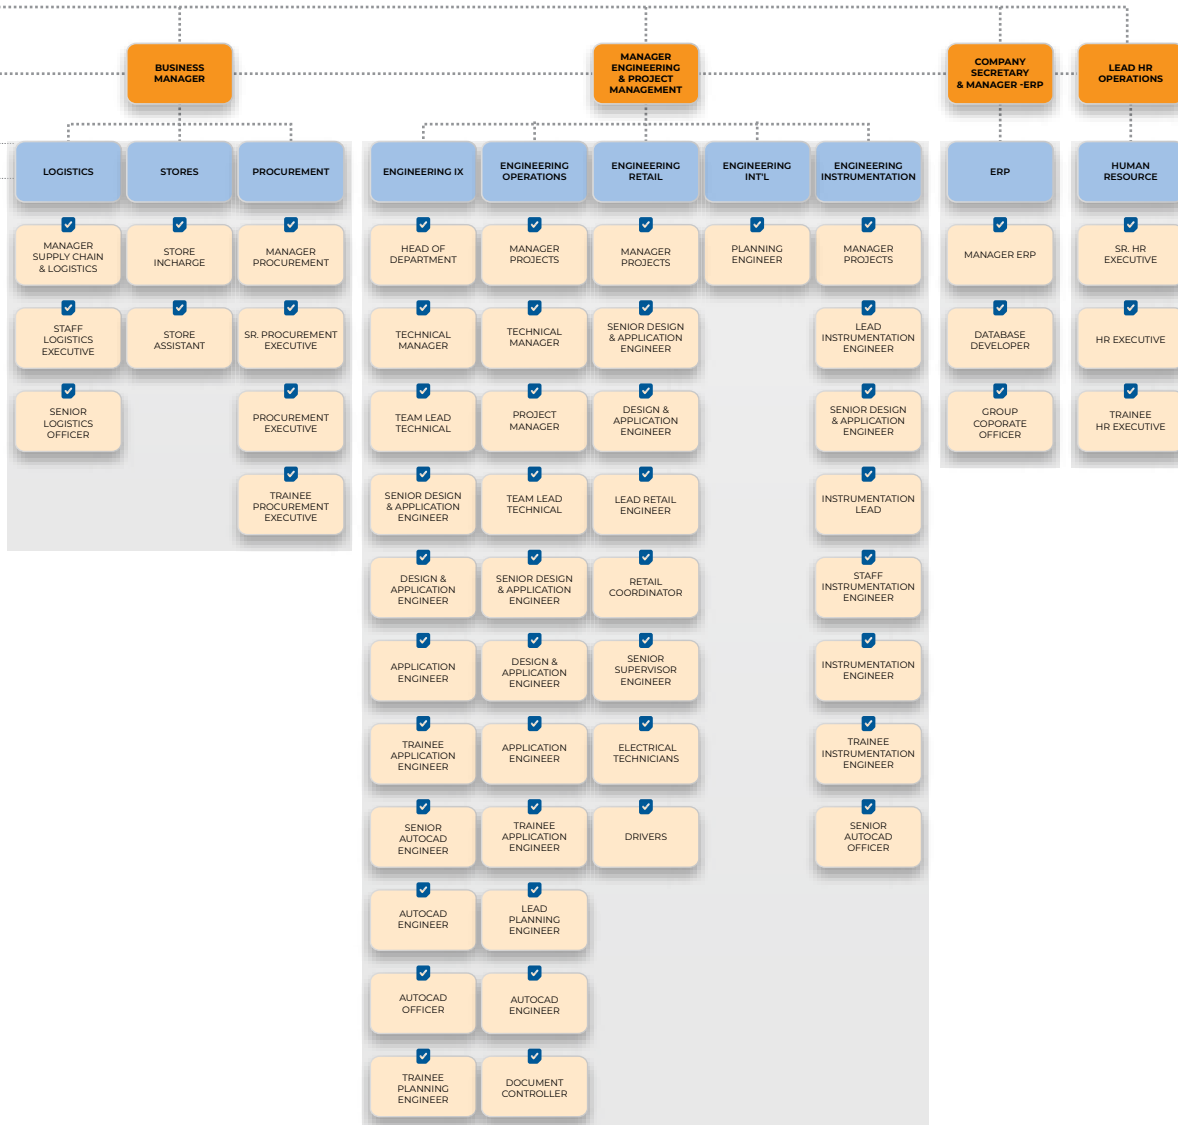 BUSINESS
MANAGER
MANAGER
ENGINEERING
& PROJECT
MANAGEMENT
COMPANY
SECRETARY
& MANAGER -ERP
LEAD HR
OPERATIONS
LOGISTICS
STORES
PROCUREMENT
ENGINEERING IX
ENGINEERING
OPERATIONS
ENGINEERING
RETAIL
ENGINEERING
INT'L
ENGINEERING
INSTRUMENTATION
ERP
HUMAN
RESOURCE
MANAGER
SUPPLY CHAIN
& LOGISTICS
STORE
INCHARGE
MANAGER
PROCUREMENT
HEAD OF
DEPARTMENT
MANAGER
PROJECTS
MANAGER
PROJECTS
PLANNING
ENGINEER
MANAGER
PROJECTS
MANAGER ERP
SR. HR
EXECUTIVE
STAFF
LOGISTICS
EXECUTIVE
STORE
ASSISTANT
SR. PROCUREMENT
EXECUTIVE
TECHNICAL
MANAGER
TECHNICAL
MANAGER
SENIOR DESIGN
& APPLICATION
ENGINEER
LEAD
INSTRUMENTATION
ENGINEER
DATABASE
DEVELOPER
HR EXECUTIVE
SENIOR
LOGISTICS
OFFICER
PROCUREMENT
EXECUTIVE
TEAM LEAD
TECHNICAL
PROJECT
MANAGER
DESIGN &
APPLICATION
ENGINEER
SENIOR DESIGN
& APPLICATION
ENGINEER
GROUP
COPORATE
OFFICER
TRAINEE
HR EXECUTIVE
TRAINEE
PROCUREMENT
EXECUTIVE
SENIOR DESIGN
& APPLICATION
ENGINEER
TEAM LEAD
TECHNICAL
LEAD RETAIL
ENGINEER
INSTRUMENTATION
LEAD
DESIGN &
APPLICATION
ENGINEER
SENIOR DESIGN
& APPLICATION
ENGINEER
RETAIL
COORDINATOR
STAFF
INSTRUMENTATION
ENGINEER
APPLICATION
ENGINEER
DESIGN &
APPLICATION
ENGINEER
SENIOR
SUPERVISOR
ENGINEER
INSTRUMENTATION
ENGINEER
TRAINEE
APPLICATION
ENGINEER
APPLICATION
ENGINEER
ELECTRICAL
TECHNICIANS
TRAINEE
INSTRUMENTATION
ENGINEER
SENIOR
AUTOCAD
ENGINEER
TRAINEE
APPLICATION
ENGINEER
DRIVERS
SENIOR
AUTOCAD
OFFICER
AUTOCAD
ENGINEER
LEAD
PLANNING
ENGINEER
AUTOCAD
OFFICER
AUTOCAD
ENGINEER
TRAINEE
PLANNING
ENGINEER
DOCUMENT
CONTROLLER